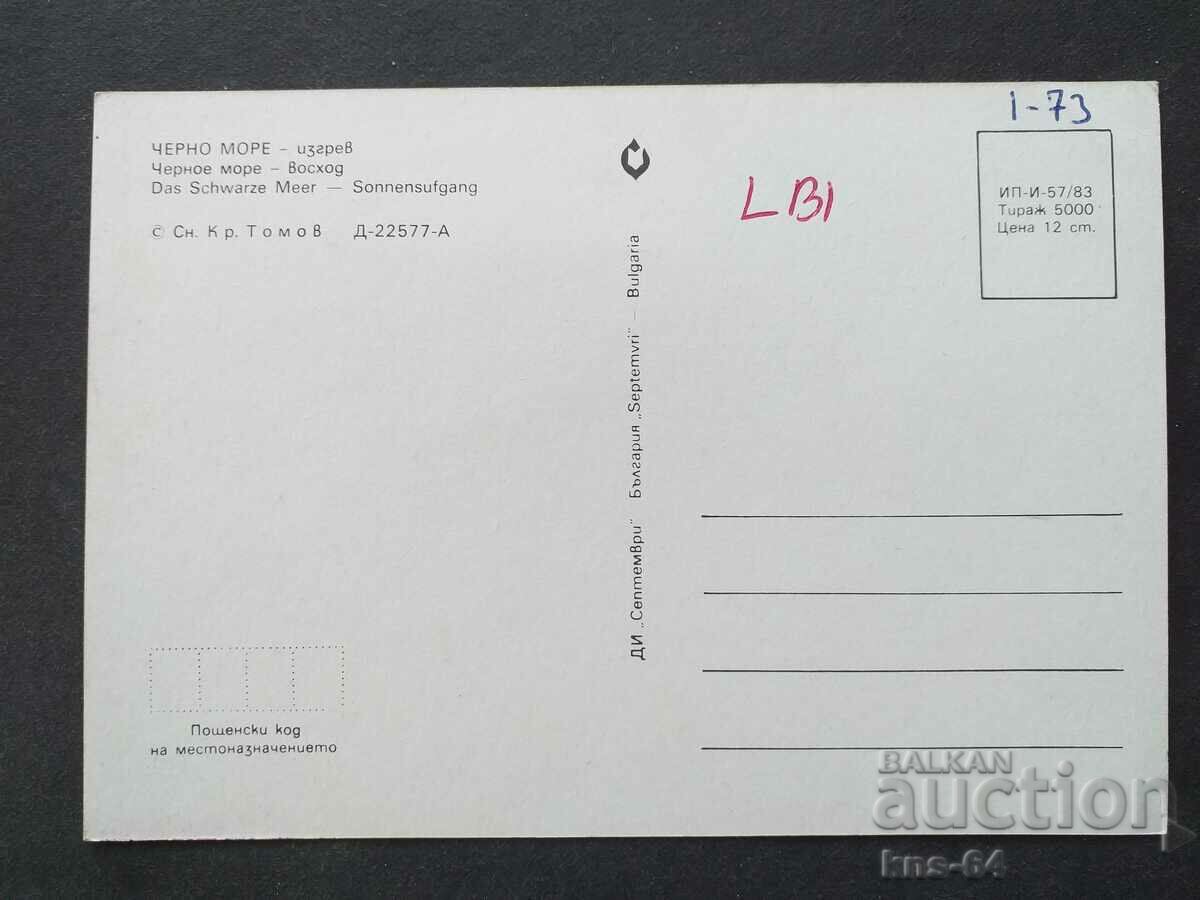 ЧЕРНО МОРЕ – изгрев
Черное море – Восход
Das Schwarze Meer — Sonnensufgang
© Сн. Кр. Томов Д-22577-А
ДИ „Септември" България „Septemvri" — Bulgaria
I-73
LBI
ИП-И-57/83
Тираж 5000
Цена 12 ст.
Пощенски код
на местоназначението
BALKAN
auction
kns-64